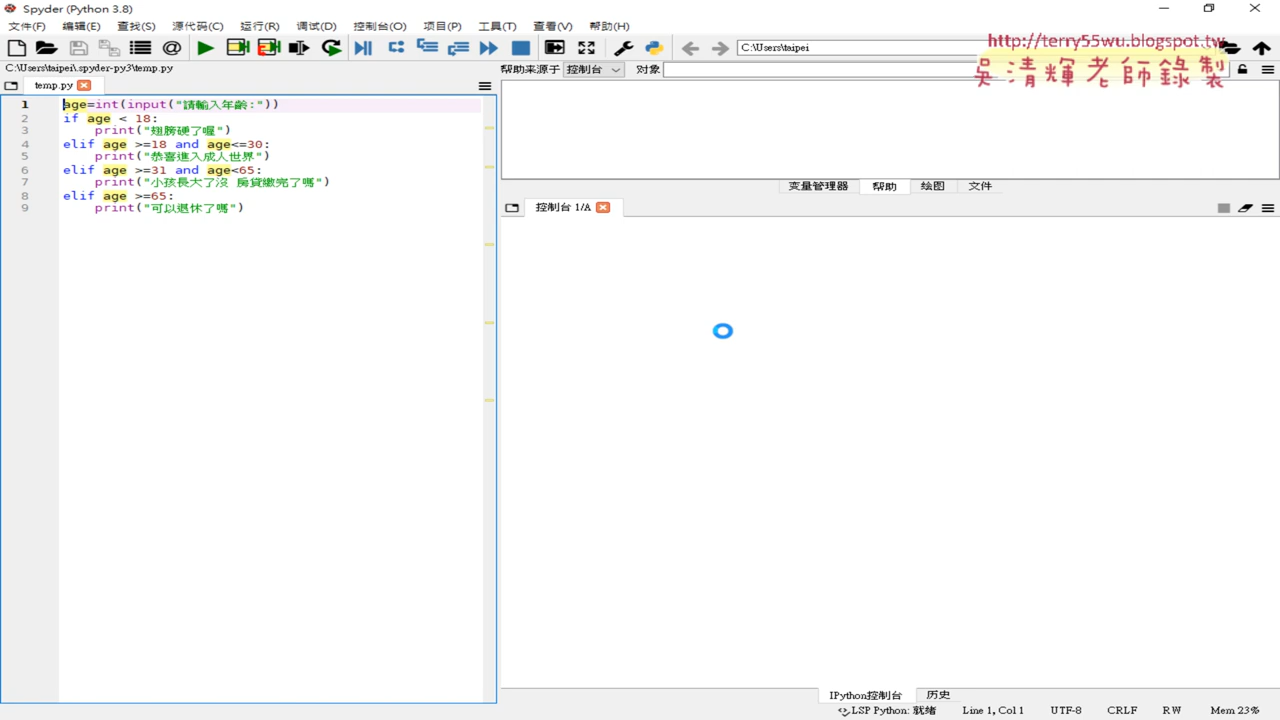 Spyder (Python 3.8)
文件(F) 编辑(E) 查找(S) 源代码(C) 运行(R) 调试(D) 控制台(O) 项目(P) 工具(T) 查看(V) 帮助(H)
C:\Users\taipei
http://terry55wu.blogspot.tw
吳清輝老師錄製
C:\Users\taipei\.spyder-py3\temp.py
帮助来源于 控制台 对象
temp.py
1 age=int(input("請輸入年齡:"))
2 if age < 18:
3 print("翅膀硬了喔")
4 elif age >=18 and age<=30:
5 print("恭喜進入成人世界")
6 elif age >=31 and age<65:
7 print("小孩長大了沒 房貸繳完了嗎")
8 elif age >=65:
9 print("可以退休了嗎")
变量管理器 帮助 绘图 文件
控制台 1/A
IPython控制台 历史
LSP Python: 就绪 Line 1, Col 1 UTF-8 CRLF RW Mem 23%